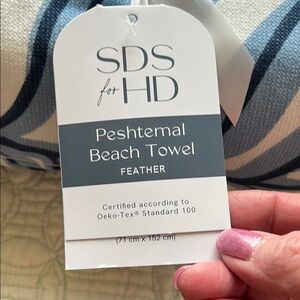 SDS
for HD
Peshtemal
Beach Towel
FEATHER
Certified according to
Oeko-Tex® Standard 100
(71 cm x 152 cm)